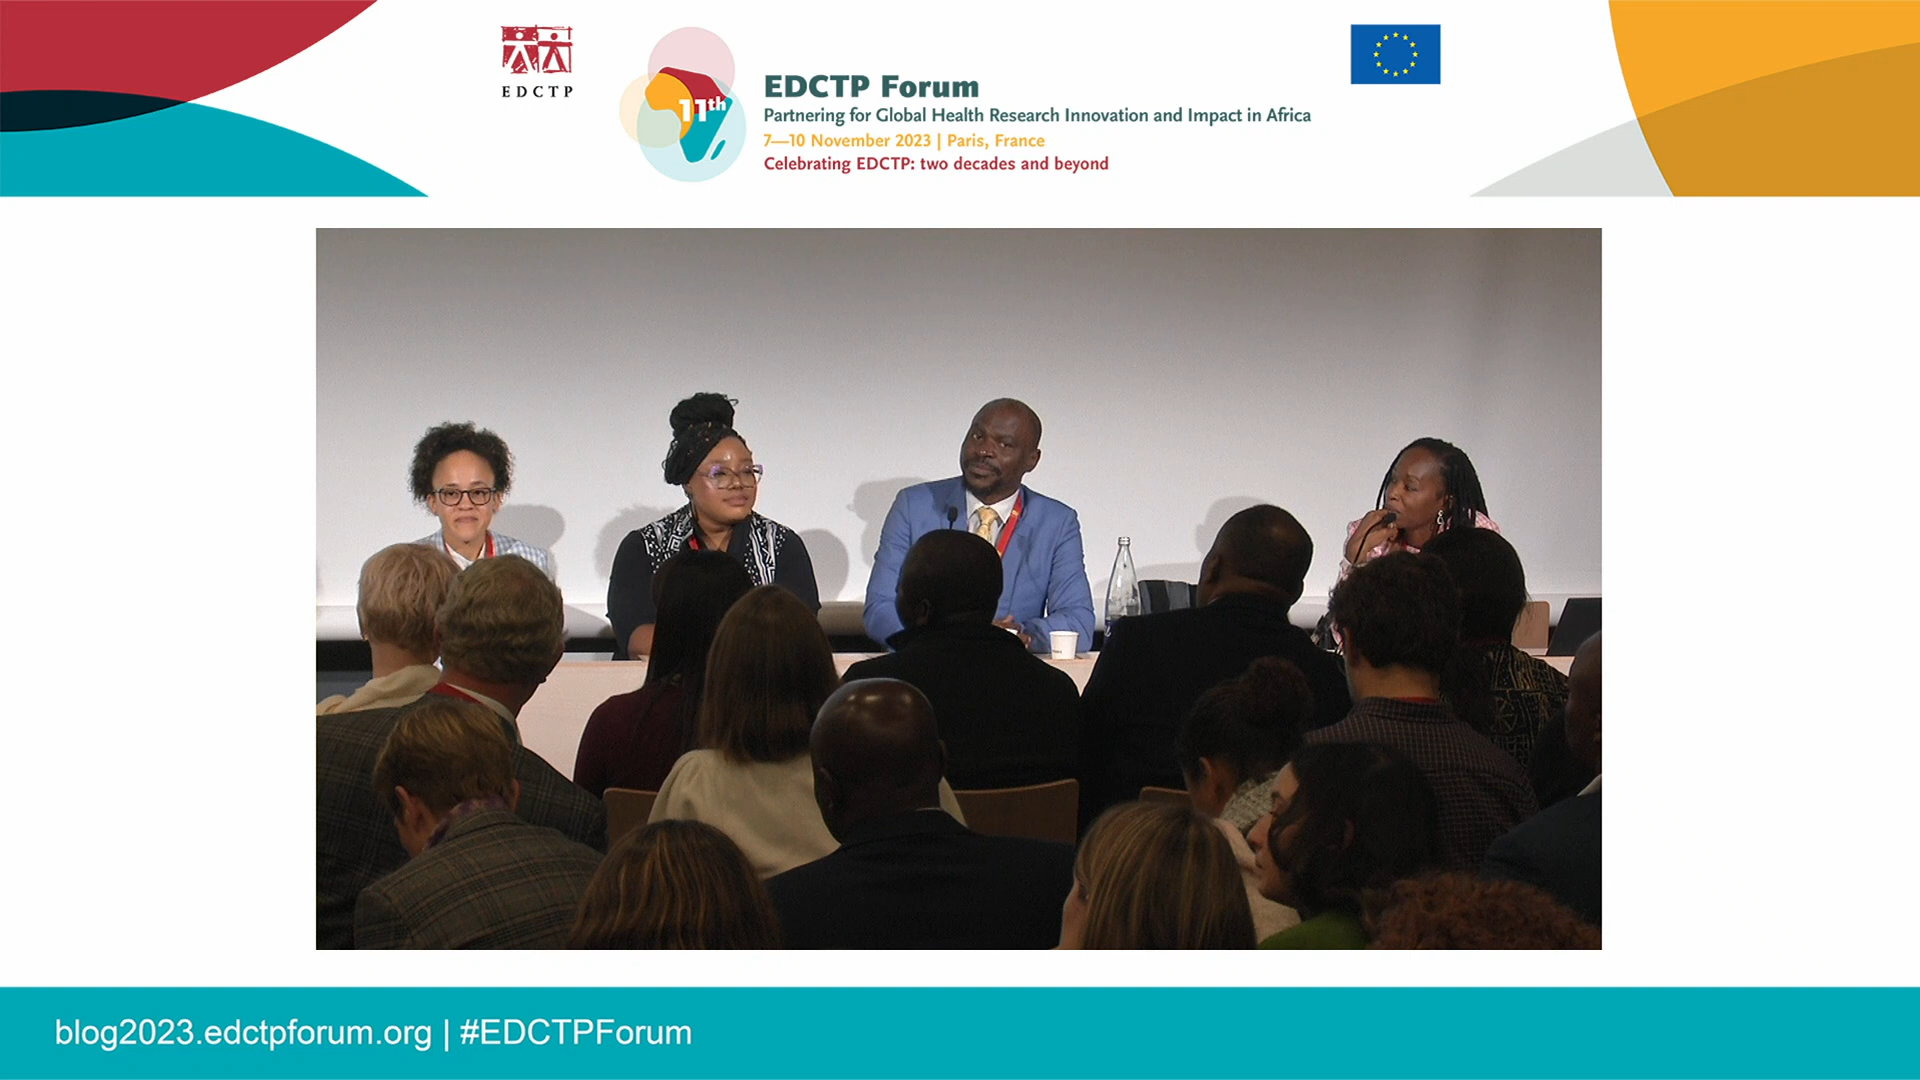 EDCTP
11th
EDCTP Forum
Partnering for Global Health Research Innovation and Impact in Africa
7—10 November 2023 | Paris, France
Celebrating EDCTP: two decades and beyond
blog2023.edctpforum.org | #EDCTPForum